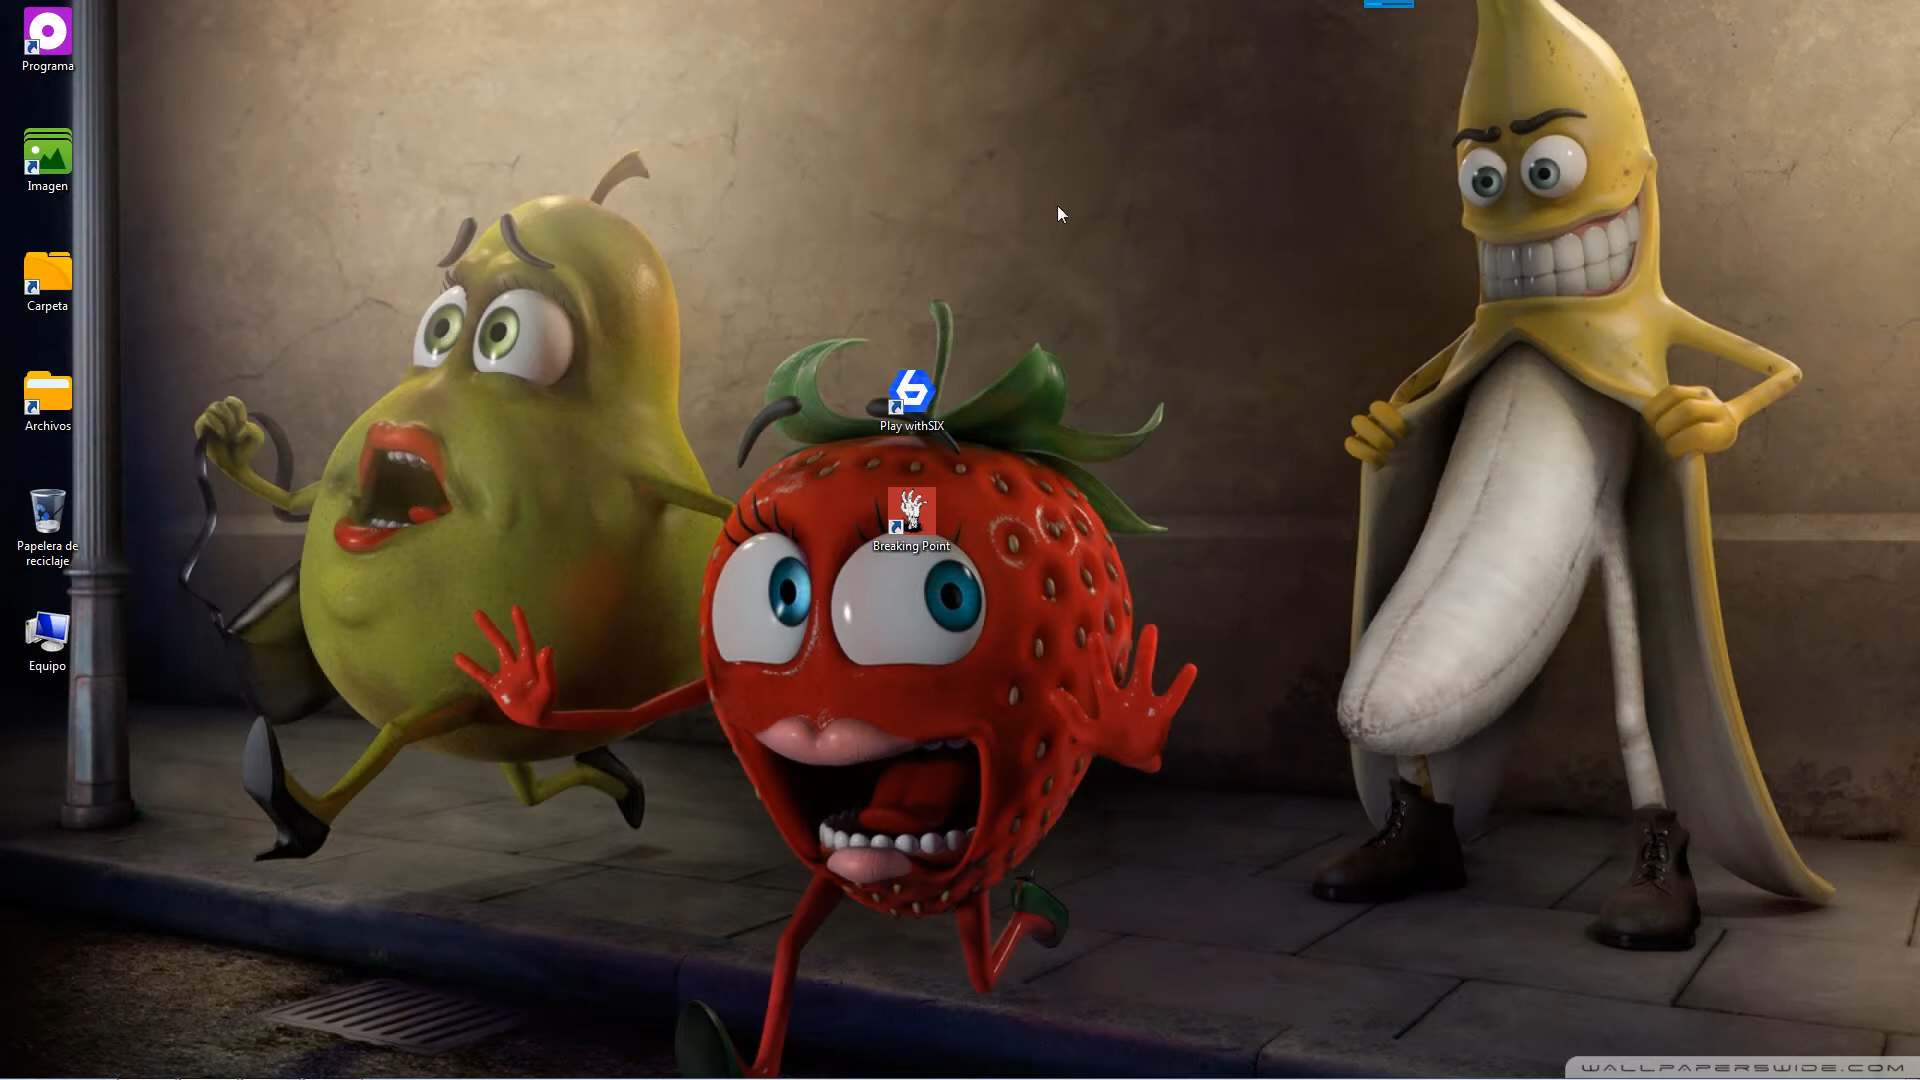 Programa
Imagen
Carpeta
Archivos
Papelera de
reciclaje
Equipo
Play withSIX
Breaking Point
WALLPAPERSWIDE.COM